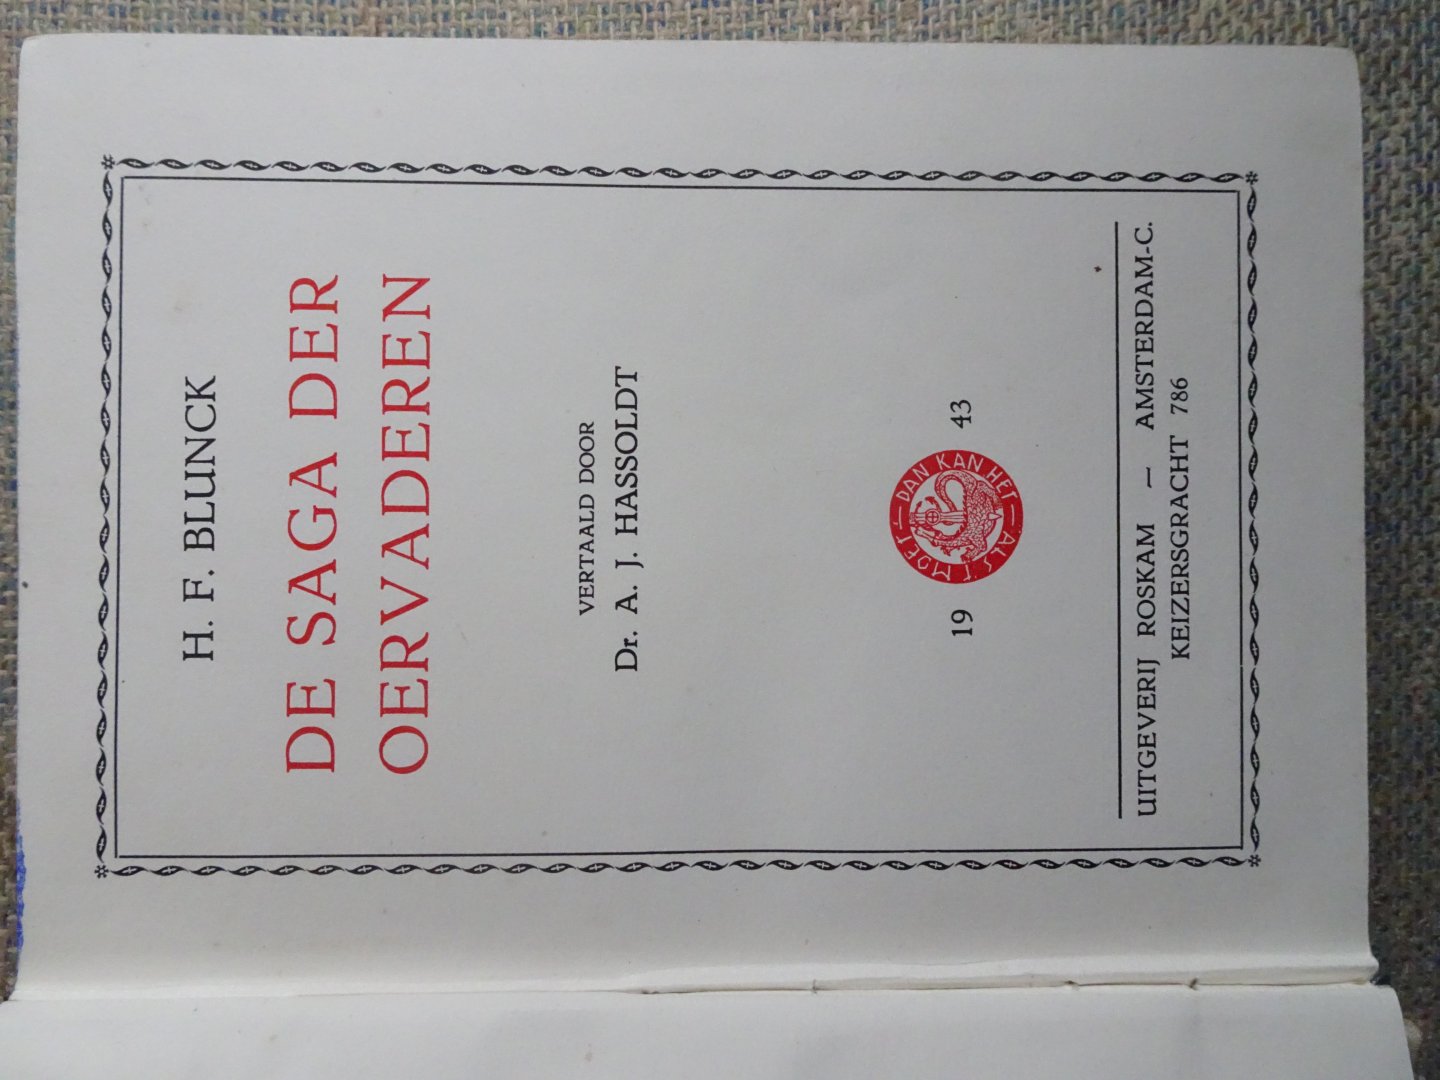 H. F. BLUNCK
DE SAGA DER
OERVADEREN
VERTAALD DOOR
Dr. A. J. HASSOLDT
19 43
ALS'T MOET, DAN KAN HET
UITGEVERIJ ROSKAM — AMSTERDAM-C.
KEIZERSGRACHT 786